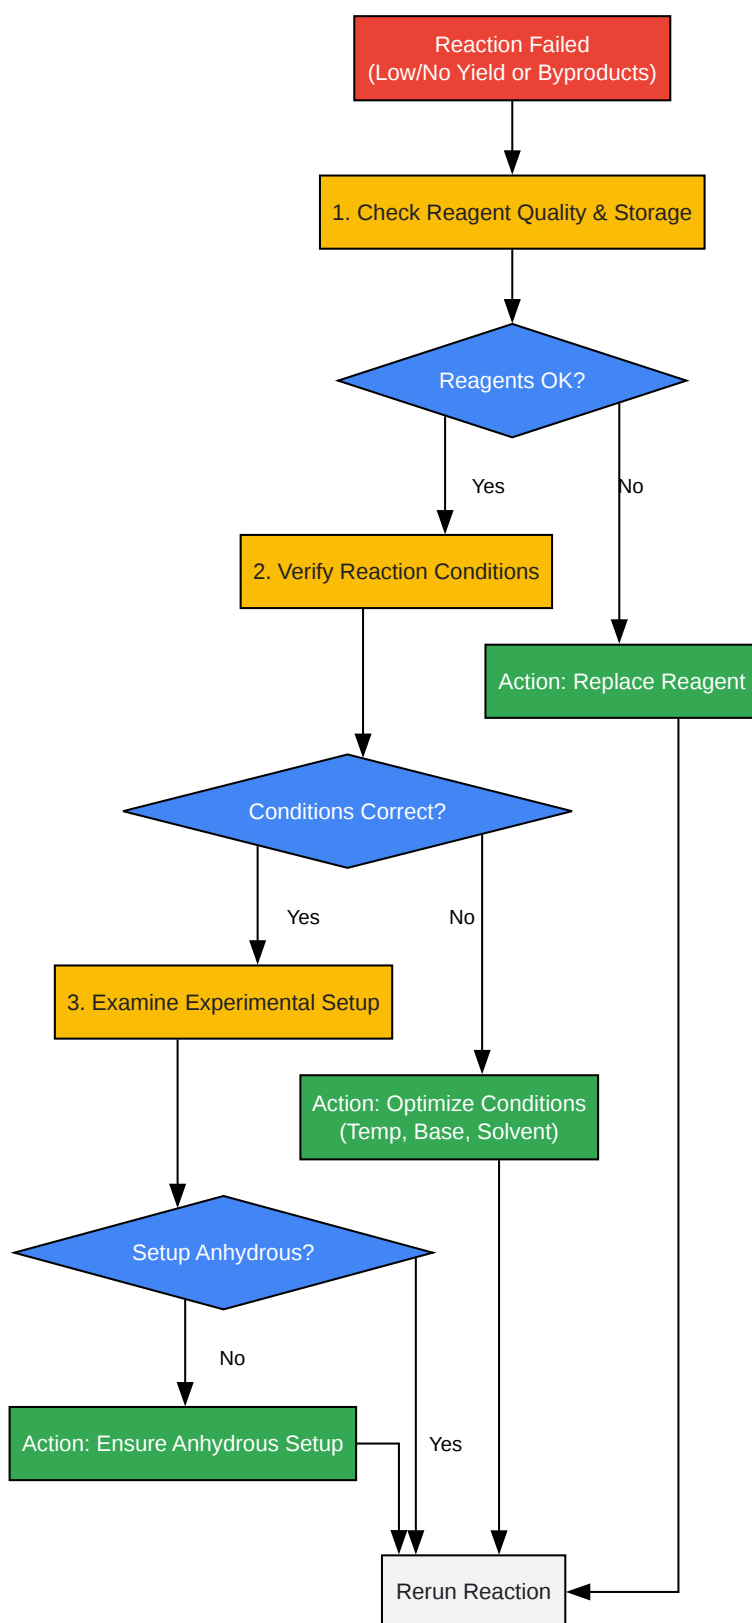 Reaction Failed
(Low/No Yield or Byproducts)
1. Check Reagent Quality & Storage
Reagents OK?
Yes
No
2. Verify Reaction Conditions
Action: Replace Reagent
Conditions Correct?
Yes
No
3. Examine Experimental Setup
Action: Optimize Conditions
(Temp, Base, Solvent)
Setup Anhydrous?
No
Action: Ensure Anhydrous Setup
Yes
Rerun Reaction